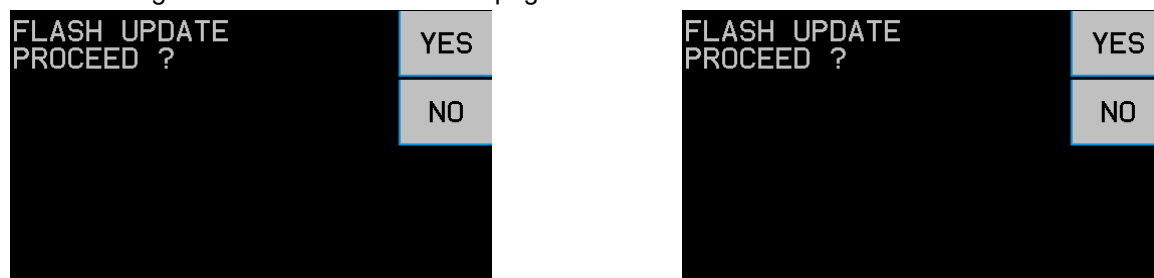 FLASH UPDATE
PROCEED ?
YES
NO
FLASH UPDATE
PROCEED ?
YES
NO